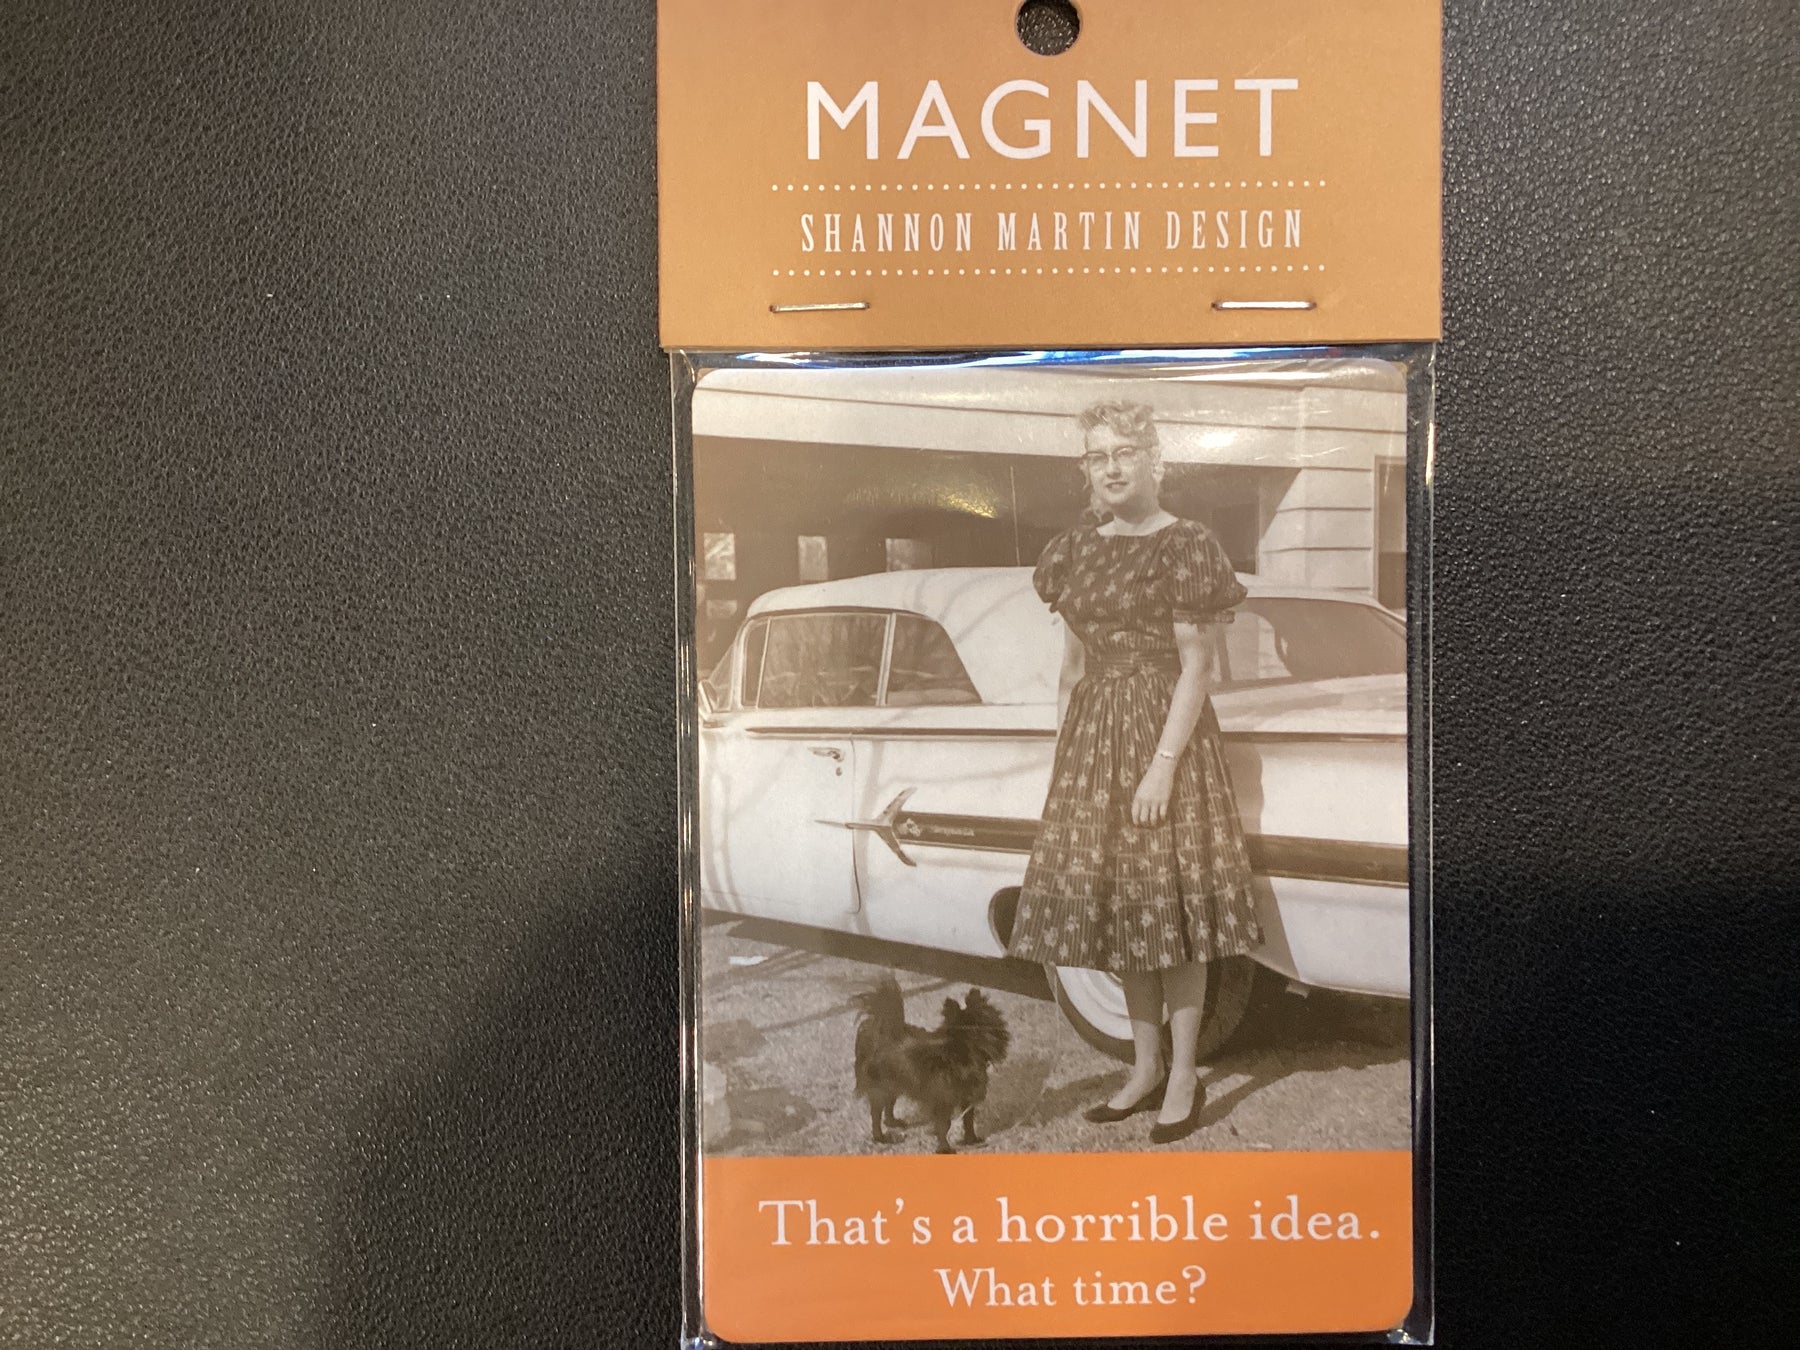 MAGNET
SHANNON MARTIN DESIGN
That's a horrible idea.
What time?